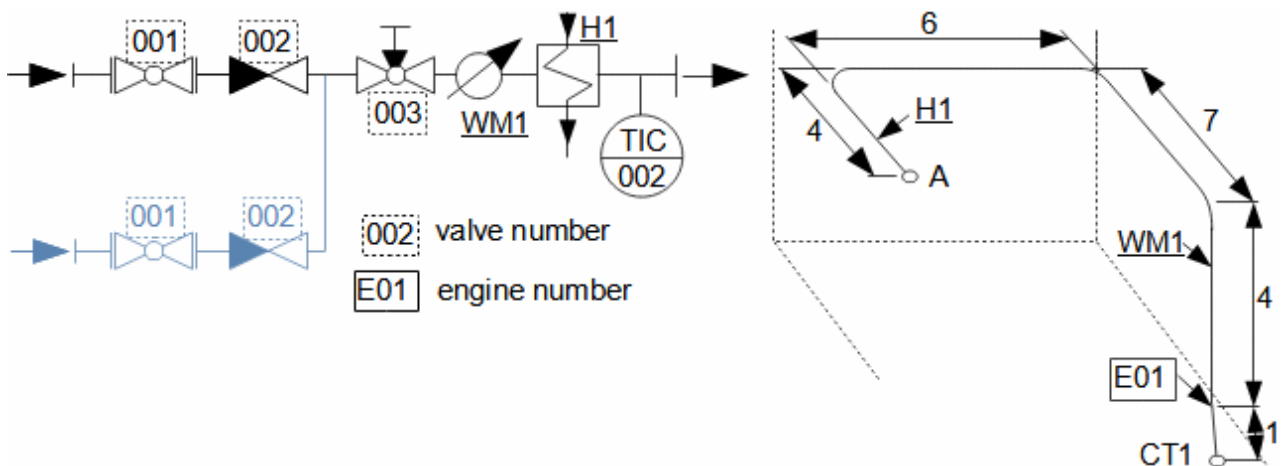 001
002
003
WM1
H1
TIC
002
001
002
002 valve number
E01 engine number
6
4
H1
A
7
WM1
4
E01
1
CT1